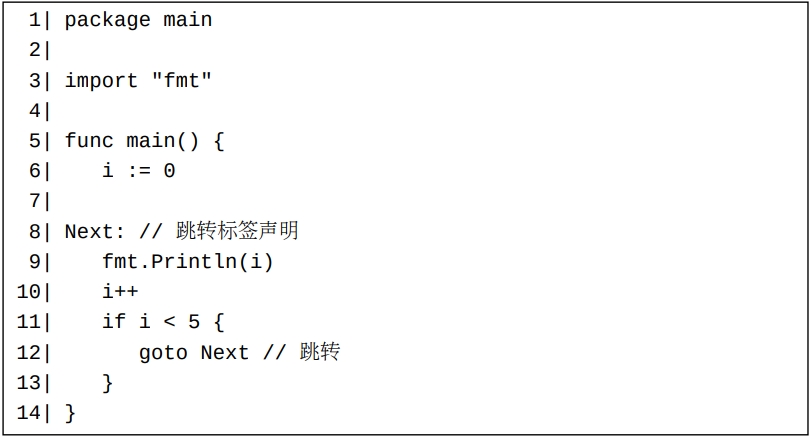 1| package main
2|
3| import "fmt"
4|
5| func main() {
6|    i := 0
7|
8| Next: // 跳转标签声明
9|    fmt.Println(i)
10|    i++
11|    if i < 5 {
12|       goto Next // 跳转
13|    }
14| }